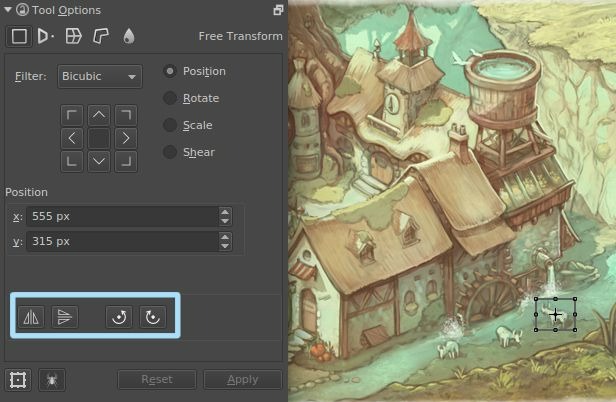 Tool Options
Free Transform
Filter: Bicubic
Position
Rotate
Scale
Shear
Position
x: 555 px
y: 315 px
Reset
Apply